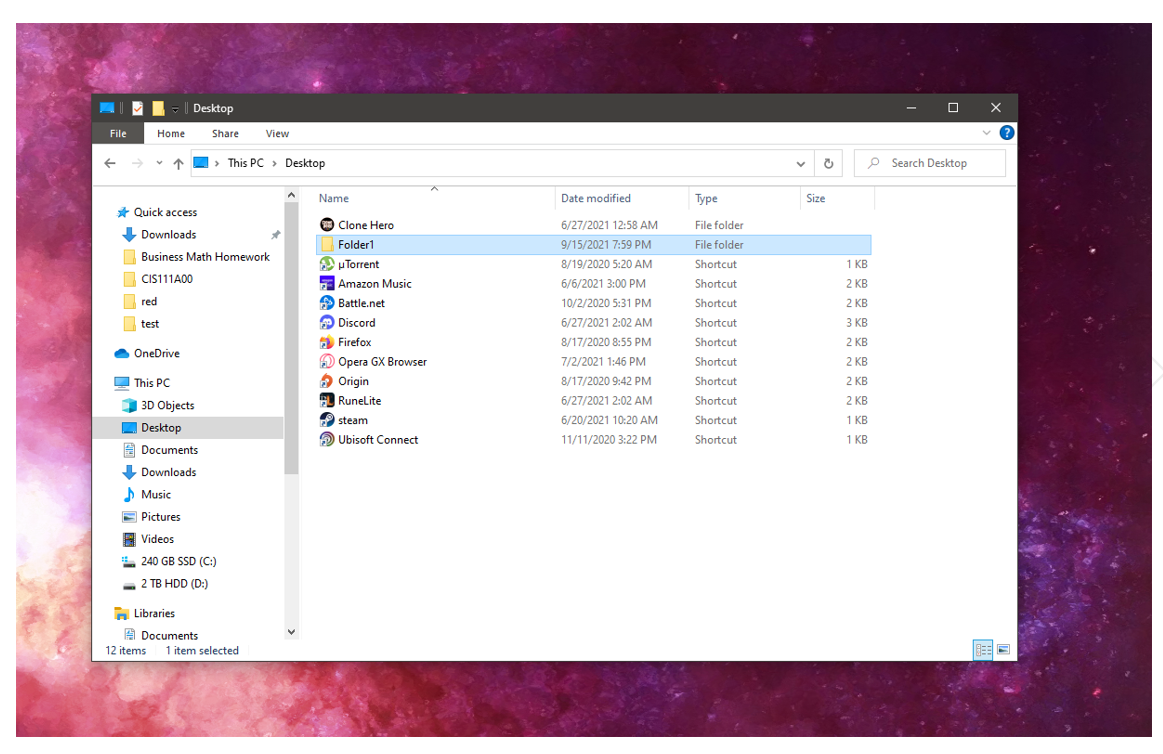 Desktop
File Home Share View
This PC Desktop
Search Desktop
Quick access
Downloads
Business Math Homework
CIS111A00
red
test
OneDrive
This PC
3D Objects
Desktop
Documents
Downloads
Music
Pictures
Videos
240 GB SSD (C:)
2 TB HDD (D:)
Libraries
Documents
Name Date modified Type Size
Clone Hero 6/27/2021 12:58 AM File folder
Folder1 9/15/2021 7:59 PM File folder
µTorrent 8/19/2020 5:20 AM Shortcut 1 KB
Amazon Music 6/6/2021 3:00 PM Shortcut 2 KB
Battle.net 10/2/2020 5:31 PM Shortcut 2 KB
Discord 6/27/2021 2:02 AM Shortcut 3 KB
Firefox 8/17/2020 8:55 PM Shortcut 2 KB
Opera GX Browser 7/2/2021 1:46 PM Shortcut 2 KB
Origin 8/17/2020 9:42 PM Shortcut 2 KB
RuneLite 6/27/2021 2:02 AM Shortcut 2 KB
steam 6/20/2021 10:20 AM Shortcut 1 KB
Ubisoft Connect 11/11/2020 3:22 PM Shortcut 1 KB
12 items 1 item selected